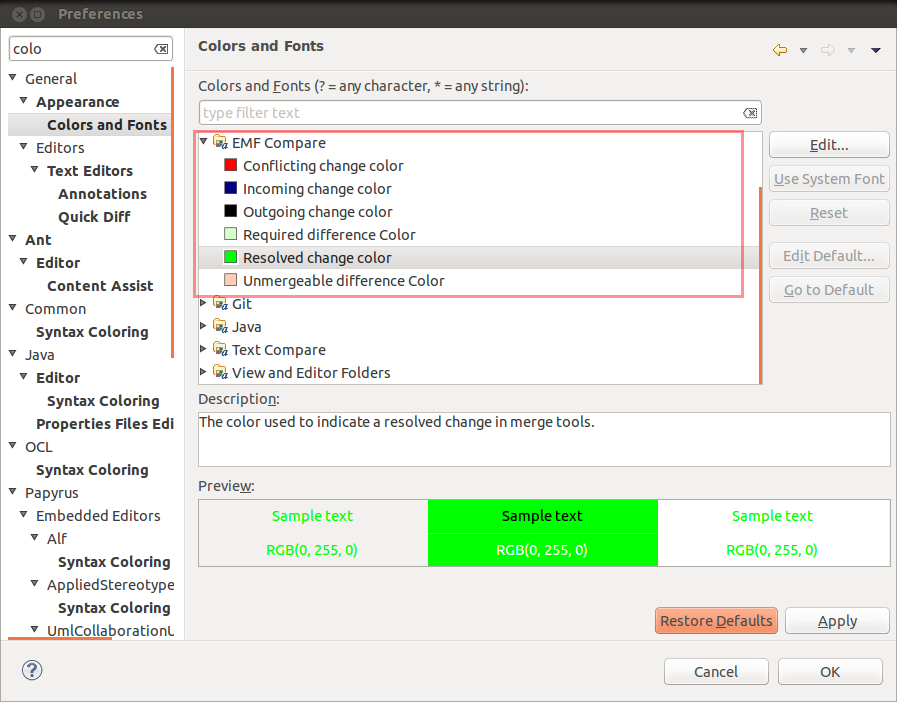 Preferences
colo
General
Appearance
Colors and Fonts
Editors
Text Editors
Annotations
Quick Diff
Ant
Editor
Content Assist
Common
Syntax Coloring
Java
Editor
Syntax Coloring
Properties Files Edi
OCL
Syntax Coloring
Papyrus
Embedded Editors
Alf
Syntax Coloring
AppliedStereotype
Syntax Coloring
UmlCollaborationU
Colors and Fonts
Colors and Fonts (? = any character, * = any string):
type filter text
EMF Compare
Conflicting change color
Incoming change color
Outgoing change color
Required difference Color
Resolved change color
Unmergeable difference Color
Git
Java
Text Compare
View and Editor Folders
Edit...
Use System Font
Reset
Edit Default...
Go to Default
Description:
The color used to indicate a resolved change in merge tools.
Preview:
Sample text Sample text Sample text
RGB(0, 255, 0) RGB(0, 255, 0) RGB(0, 255, 0)
Restore Defaults Apply
? Cancel OK